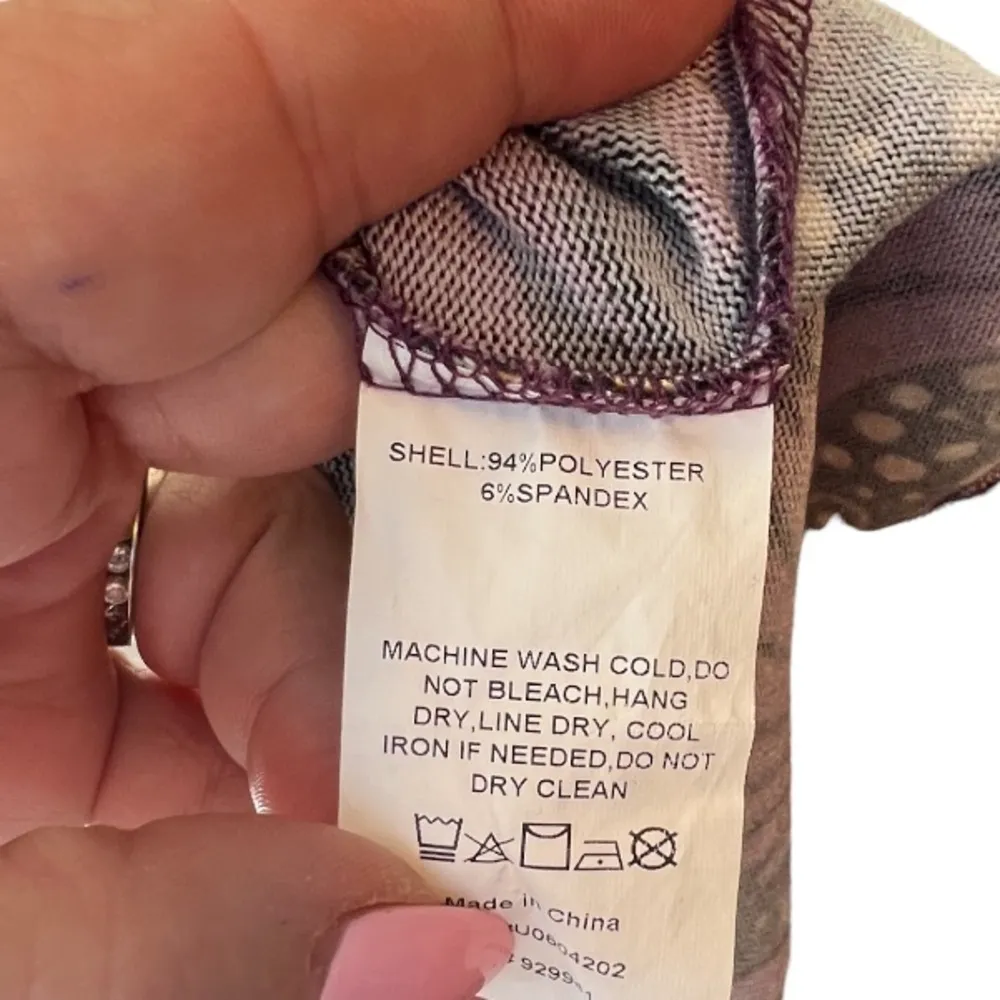 SHELL:94%POLYESTER
6%SPANDEX
MACHINE WASH COLD,DO
NOT BLEACH,HANG
DRY,LINE DRY, COOL
IRON IF NEEDED,DO NOT
DRY CLEAN
Made in China